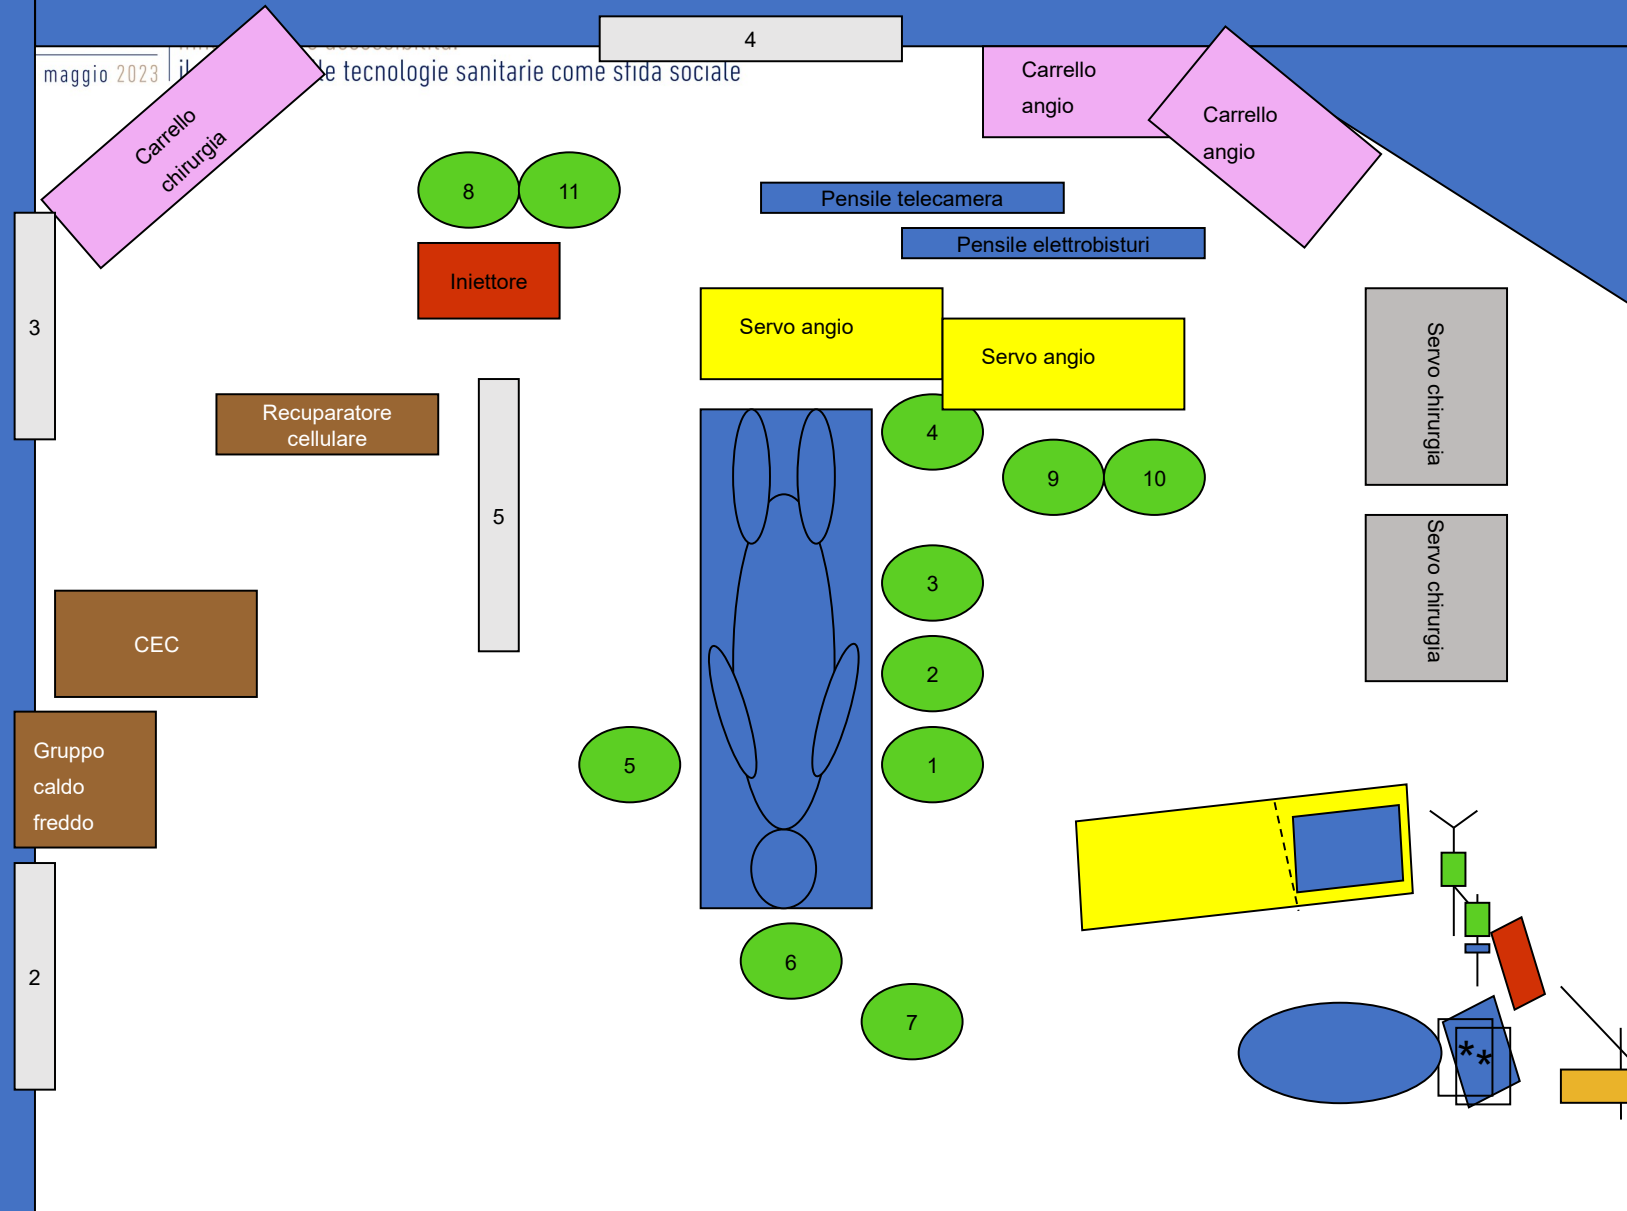 4
maggio 2023
le tecnologie sanitarie come sfida sociale
Carrello
chirurgia
Carrello
angio
Carrello
angio
8
11
Pensile telecamera
Pensile elettrobisturi
Iniettore
3
Servo angio
Servo angio
Servo chirurgia
Recuparatore
cellulare
4
9
10
5
3
Servo chirurgia
CEC
2
Gruppo
caldo
freddo
5
1
6
2
7
*
*